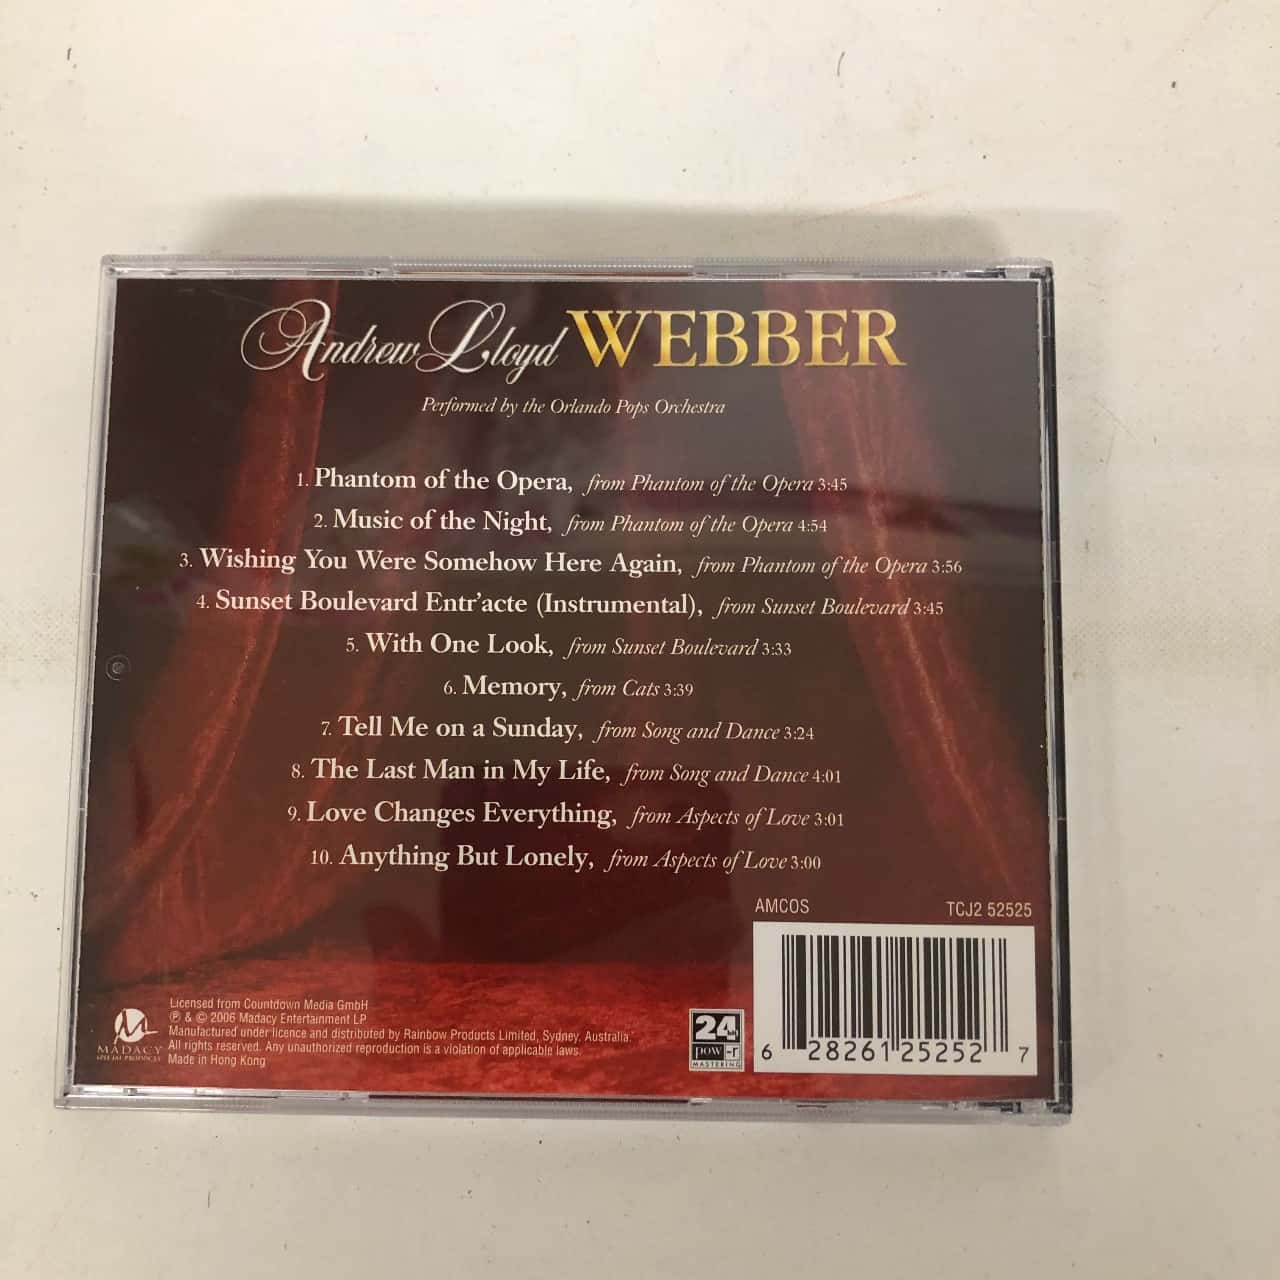 Andrew Lloyd WEBBER
Performed by the Orlando Pops Orchestra
1. Phantom of the Opera, from Phantom of the Opera 3:45
2. Music of the Night, from Phantom of the Opera 4:54
3. Wishing You Were Somehow Here Again, from Phantom of the Opera 3:56
4. Sunset Boulevard Entr'acte (Instrumental), from Sunset Boulevard 3:45
5. With One Look, from Sunset Boulevard 3:33
6. Memory, from Cats 3:39
7. Tell Me on a Sunday, from Song and Dance 3:24
8. The Last Man in My Life, from Song and Dance 4:01
9. Love Changes Everything, from Aspects of Love 3:01
10. Anything But Lonely, from Aspects of Love 3:00
AMCOS TCJ2 52525
MADACY
SPECIAL PRODUCTS
Licensed from Countdown Media GmbH
℗ & © 2006 Madacy Entertainment LP
Manufactured under licence and distributed by Rainbow Products Limited, Sydney, Australia.
All rights reserved. Any unauthorized reproduction is a violation of applicable laws.
Made in Hong Kong
24 bits
pow-r
MASTERING
6 28261 25252 7